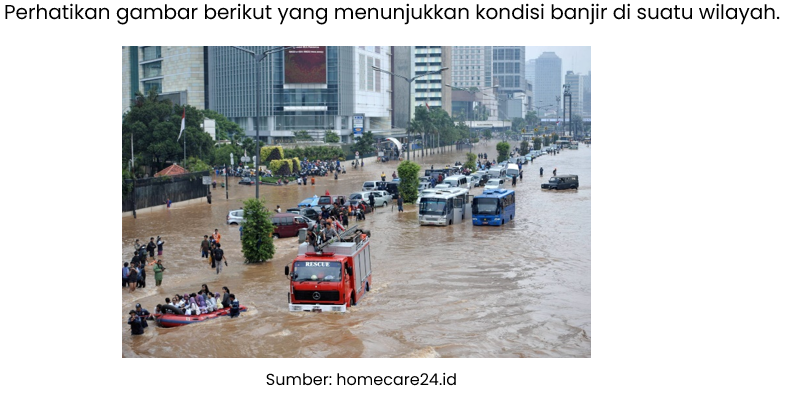 Perhatikan gambar berikut yang menunjukkan kondisi banjir di suatu wilayah.
RESCUE
Sumber: homecare24.id